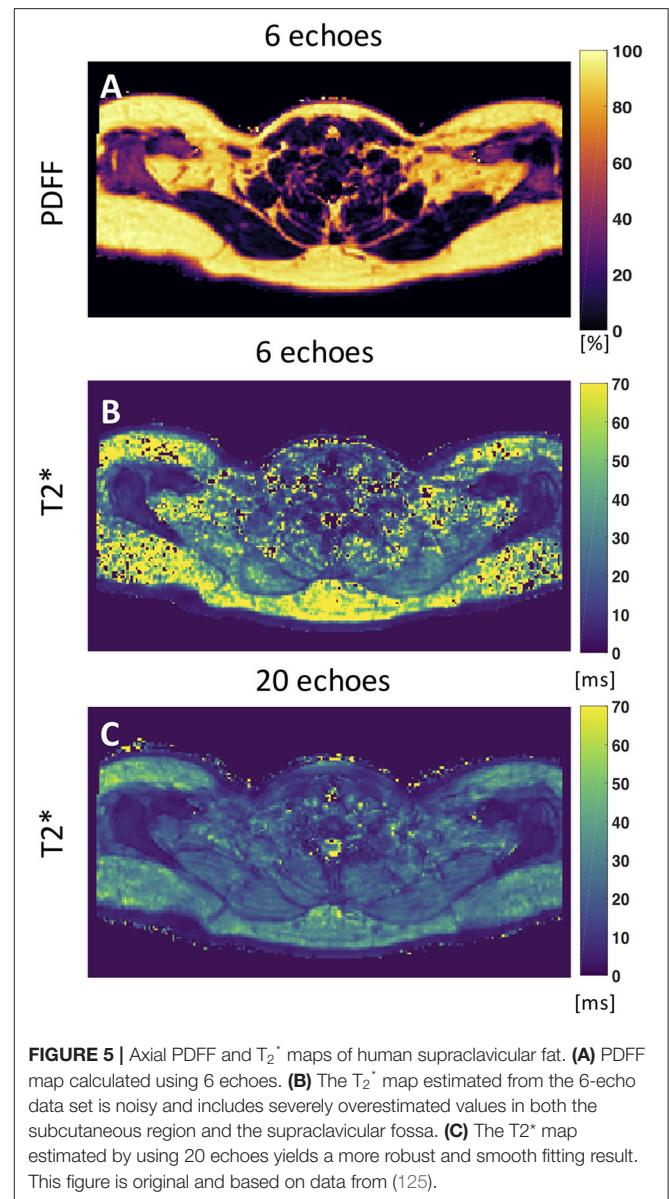 6 echoes
A
PDFF
100
80
60
40
20
0
[%]
6 echoes
B
T2*
70
60
50
40
30
20
10
0
[ms]
20 echoes
C
T2*
70
60
50
40
30
20
10
0
[ms]
FIGURE 5 | Axial PDFF and T₂* maps of human supraclavicular fat. (A) PDFF
map calculated using 6 echoes. (B) The T₂* map estimated from the 6-echo
data set is noisy and includes severely overestimated values in both the
subcutaneous region and the supraclavicular fossa. (C) The T2* map
estimated by using 20 echoes yields a more robust and smooth fitting result.
This figure is original and based on data from (125).